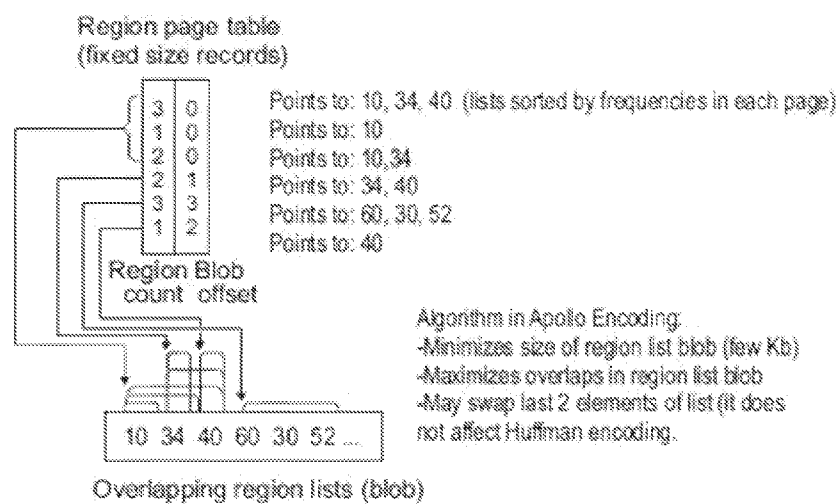 Region page table
(fixed size records)
3 0 Points to: 10, 34, 40 (lists sorted by frequencies in each page)
1 0 Points to: 10
2 0 Points to: 10,34
2 1 Points to: 34, 40
3 3 Points to: 60, 30, 52
1 2 Points to: 40
Region Blob
count offset
Algorithm in Apollo Encoding:
-Minimizes size of region list blob (few Kb)
-Maximizes overlaps in region list blob
-May swap last 2 elements of list (it does
not affect Huffman encoding.
10 34 40 60 30 52 ...
Overlapping region lists (blob)